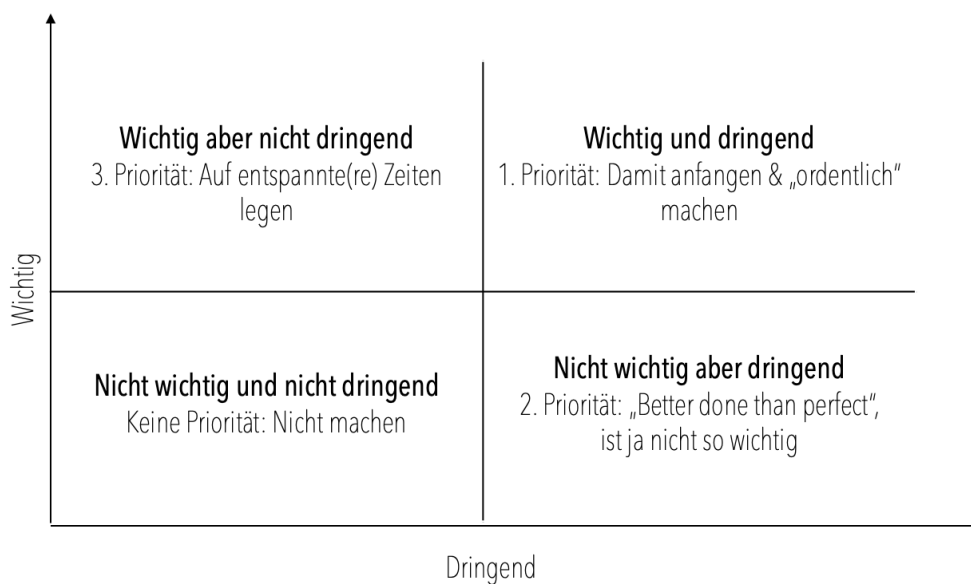 Wichtig aber nicht dringend
3. Priorität: Auf entspannte(re) Zeiten
legen
Wichtig und dringend
1. Priorität: Damit anfangen & „ordentlich“
machen
Wichtig
Nicht wichtig und nicht dringend
Keine Priorität: Nicht machen
Nicht wichtig aber dringend
2. Priorität: „Better done than perfect“,
ist ja nicht so wichtig
Dringend